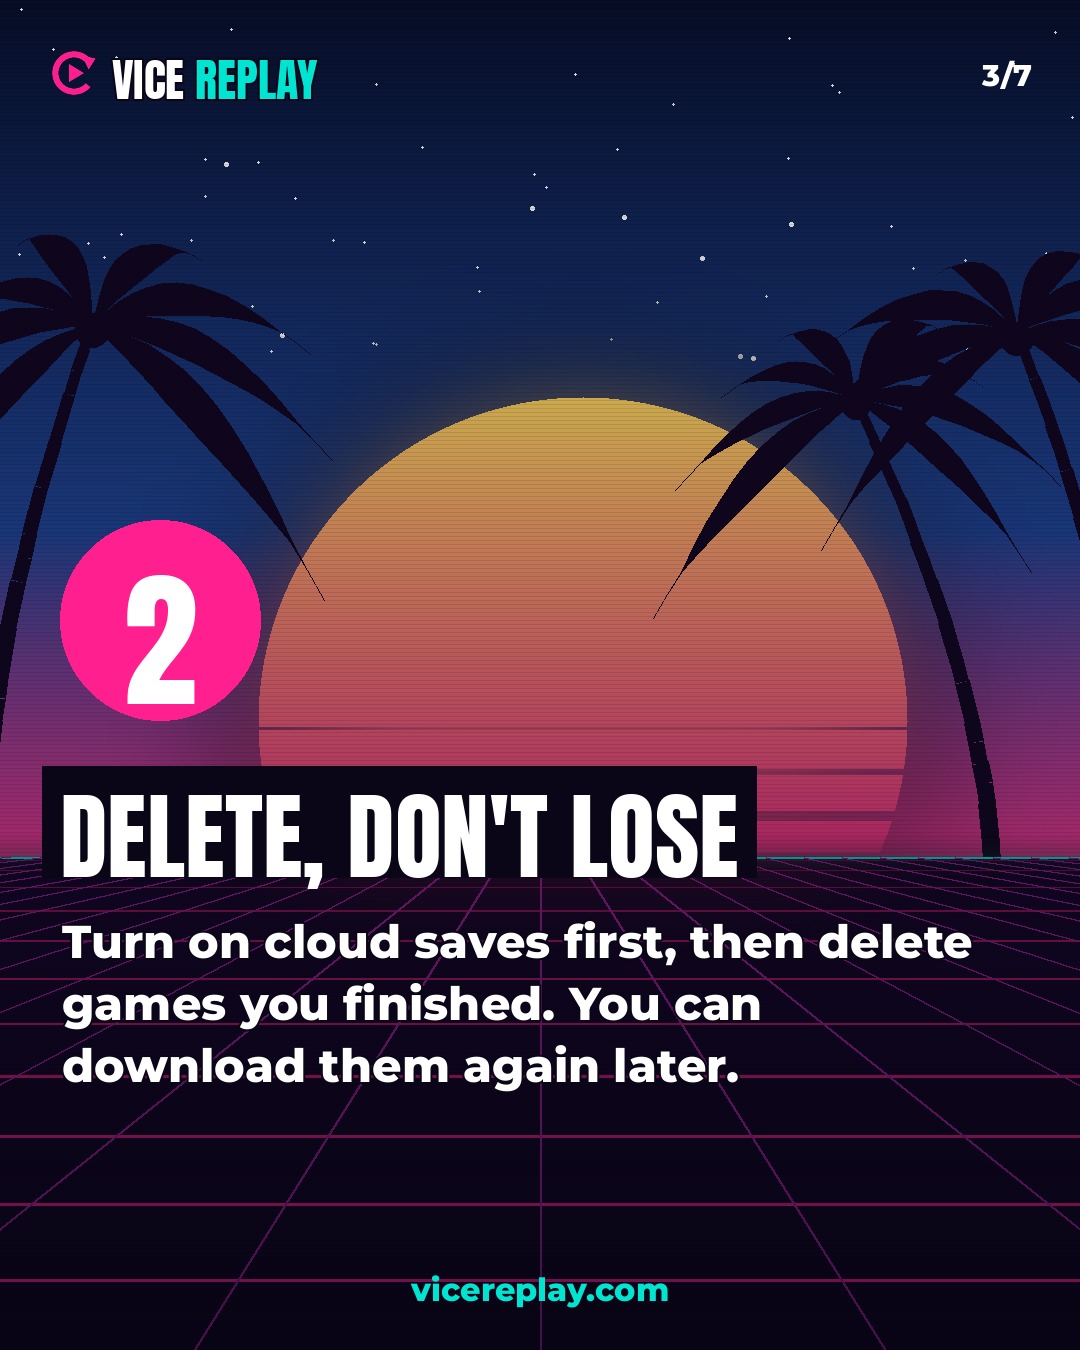 VICE REPLAY
3/7
2
DELETE, DON'T LOSE
Turn on cloud saves first, then delete
games you finished. You can
download them again later.
vicereplay.com